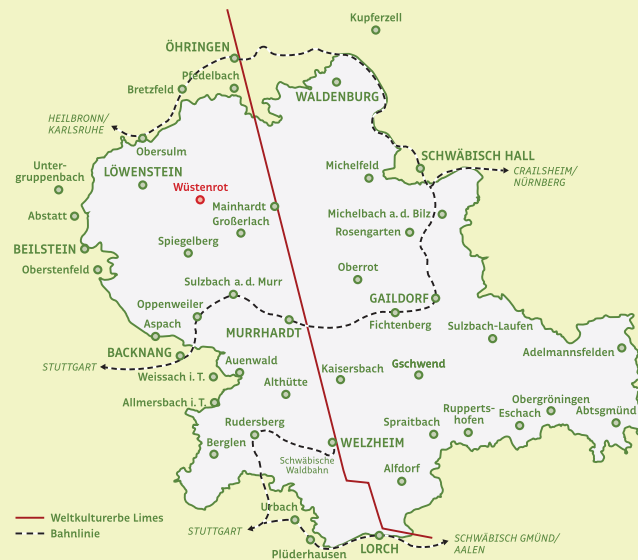 Kupferzell
ÖHRINGEN
Pfedelbach
Bretzfeld
WALDENBURG
HEILBRONN/
KARLSRUHE
Obersulm
SCHWÄBISCH HALL
Unter-
gruppenbach
LÖWENSTEIN
Michelfeld
CRAILSHEIM/
NÜRNBERG
Wüstenrot
Mainhardt
Abstatt
Michelbach a. d. Bilz
Großerlach
Rosengarten
BEILSTEIN
Spiegelberg
Oberstenfeld
Oberrot
Sulzbach a. d. Murr
Oppenweiler
GAILDORF
Aspach
MURRHARDT
Fichtenberg
Sulzbach-Laufen
BACKNANG
Adelmannsfelden
STUTTGART
Auenwald
Weissach i. T.
Kaisersbach
Gschwend
Althütte
Allmersbach i. T.
Obergröningen
Rudersberg
Spraitbach
Rupperts-
hofen
Eschach
Abtsgmünd
Berglen
WELZHEIM
Schwäbische
Waldbahn
Alfdorf
Urbach
Weltkulturerbe Limes
Bahnlinie
STUTTGART
Plüderhausen
LORCH
SCHWÄBISCH GMÜND/
AALEN